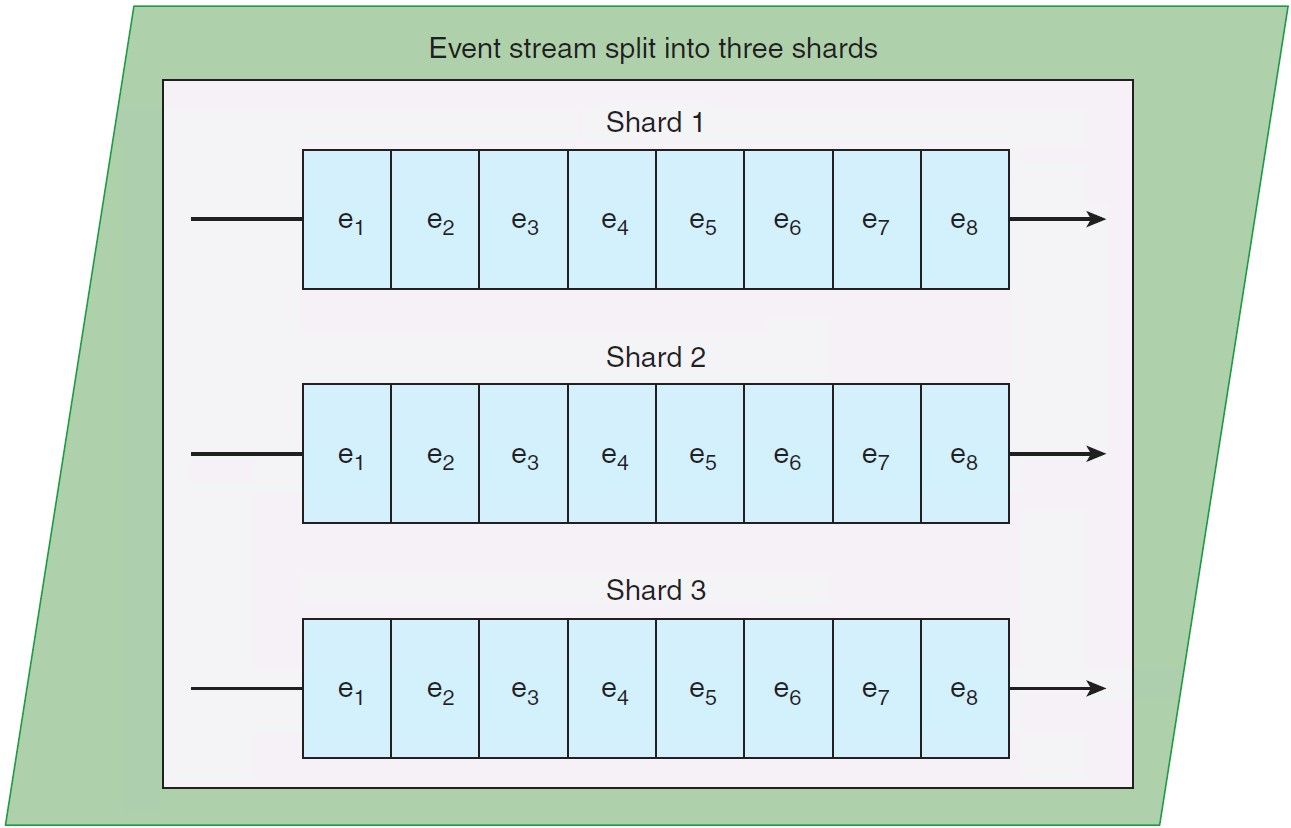 Event stream split into three shards
Shard 1
e₁ e₂ e₃ e₄ e₅ e₆ e₇ e₈
Shard 2
e₁ e₂ e₃ e₄ e₅ e₆ e₇ e₈
Shard 3
e₁ e₂ e₃ e₄ e₅ e₆ e₇ e₈